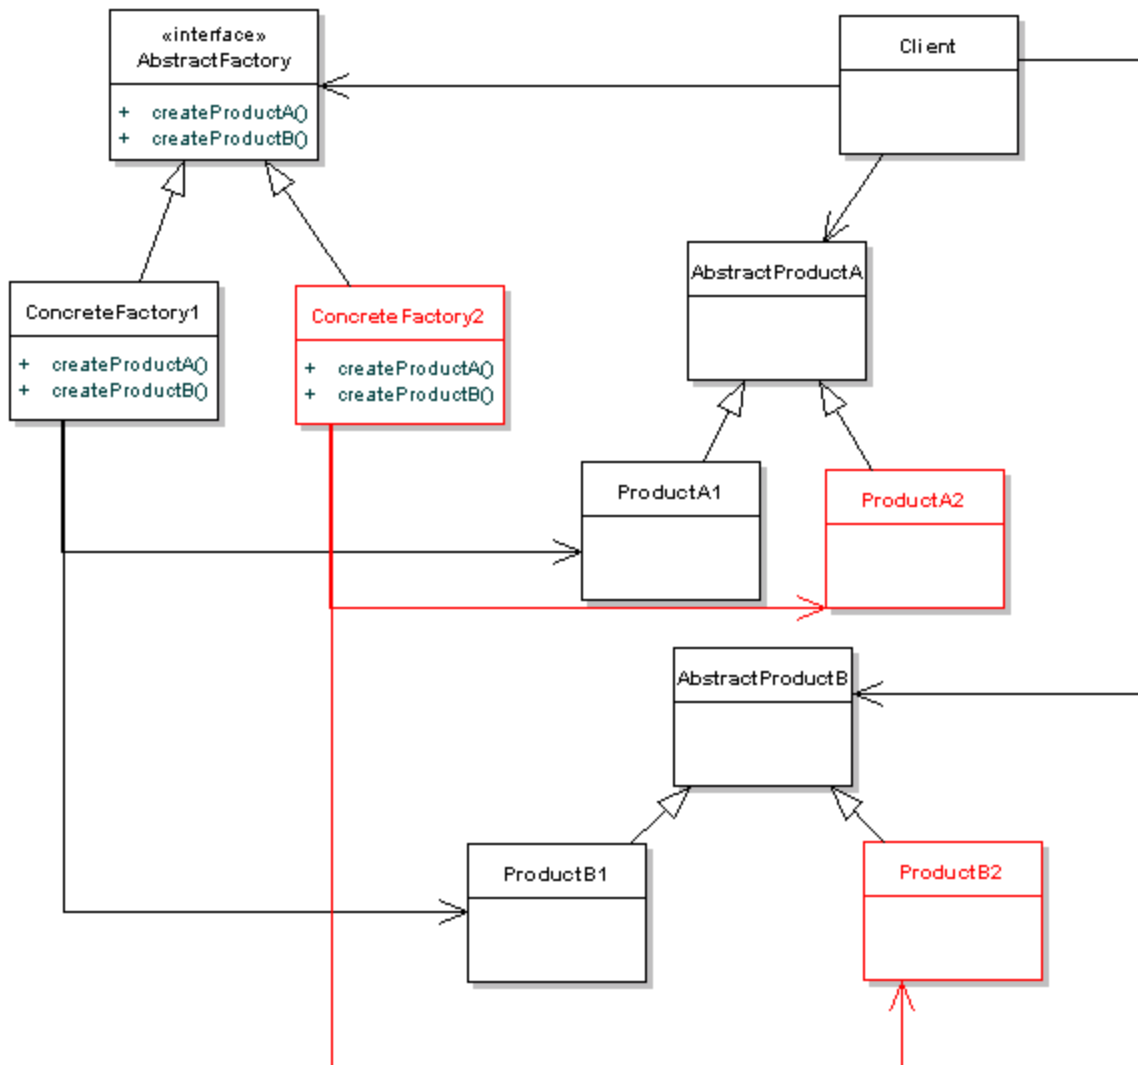 «interface»
AbstractFactory
+ createProductA()
+ createProductB()
Client
AbstractProductA
ConcreteFactory1
+ createProductA()
+ createProductB()
ConcreteFactory2
+ createProductA()
+ createProductB()
ProductA1
ProductA2
AbstractProductB
ProductB1
ProductB2